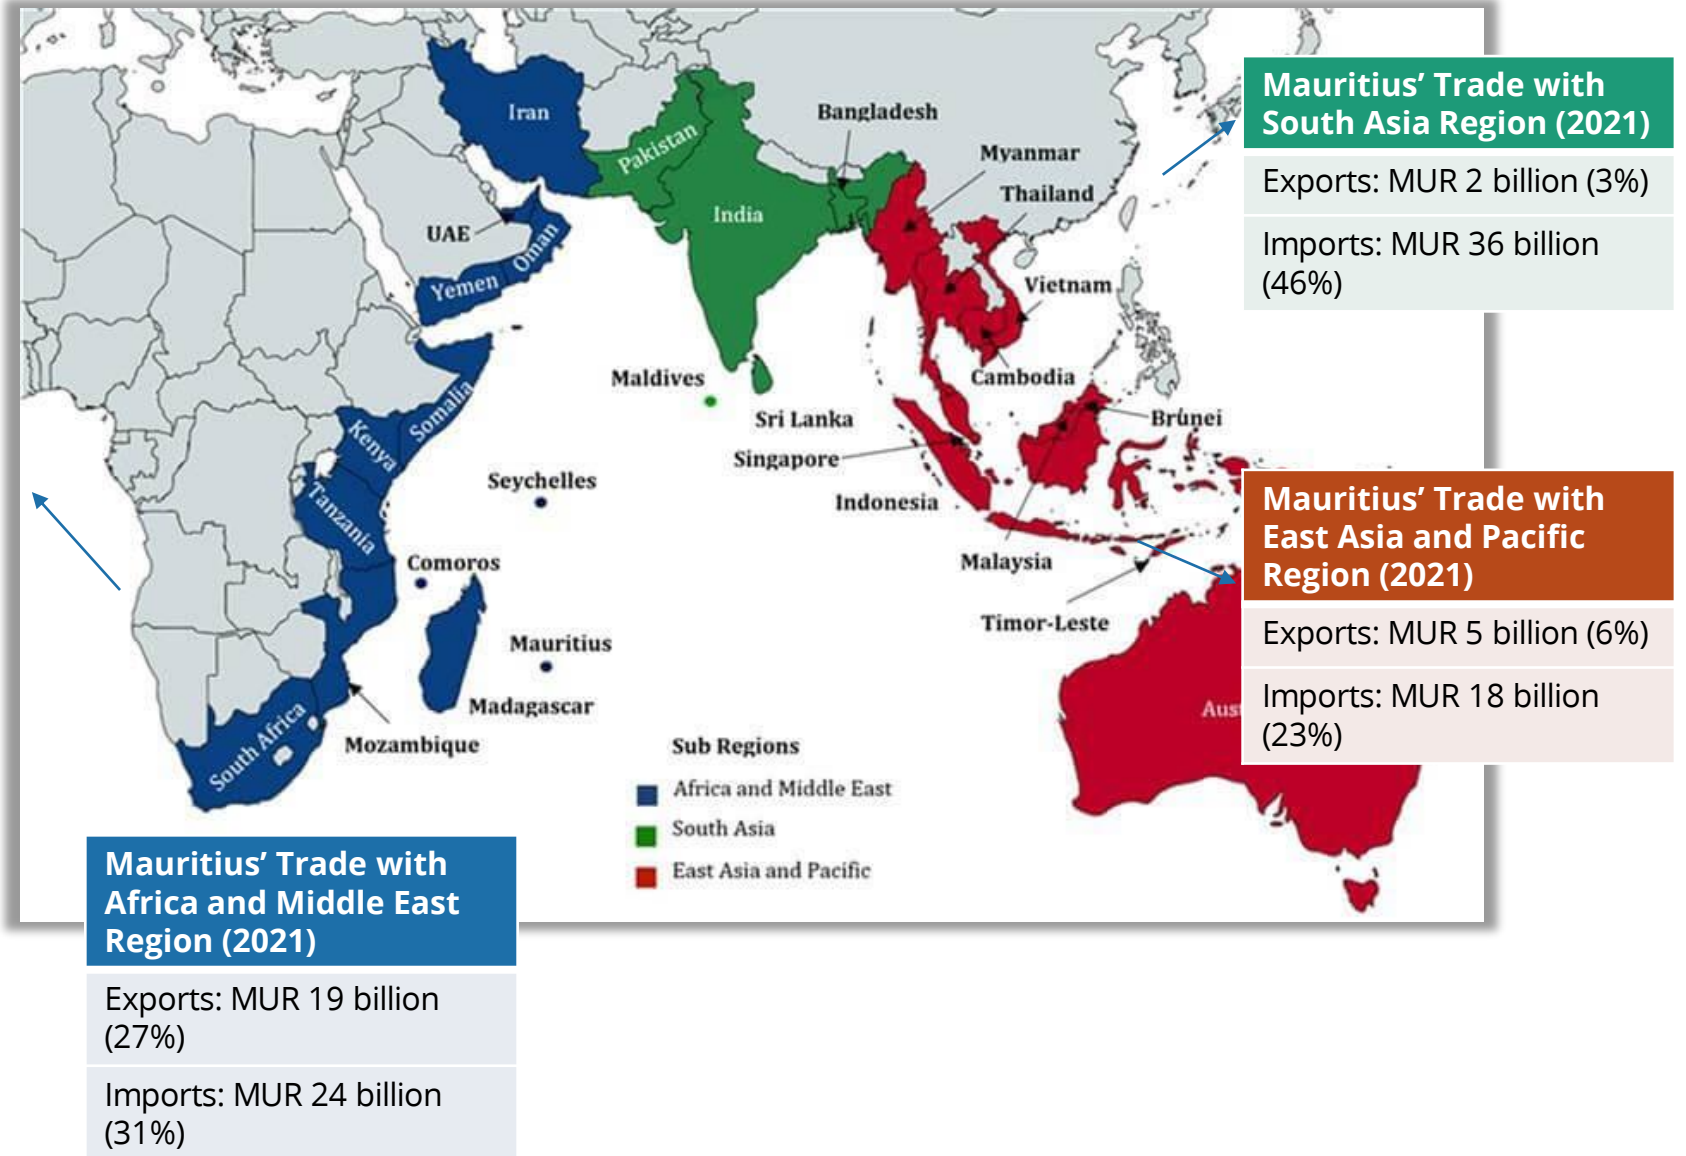 Iran
Pakistan
India
Bangladesh
Myanmar
Thailand
UAE
Oman
Yemen
Vietnam
Maldives
Cambodia
Somalia
Kenya
Sri Lanka
Brunei
Singapore
Seychelles
Indonesia
Tanzania
Comoros
Malaysia
Timor-Leste
Mauritius
Madagascar
Aust
South Africa
Mozambique
Sub Regions
Africa and Middle East
South Asia
East Asia and Pacific
Mauritius’ Trade with
South Asia Region (2021)
Exports: MUR 2 billion (3%)
Imports: MUR 36 billion
(46%)
Mauritius’ Trade with
East Asia and Pacific
Region (2021)
Exports: MUR 5 billion (6%)
Imports: MUR 18 billion
(23%)
Mauritius’ Trade with
Africa and Middle East
Region (2021)
Exports: MUR 19 billion
(27%)
Imports: MUR 24 billion
(31%)